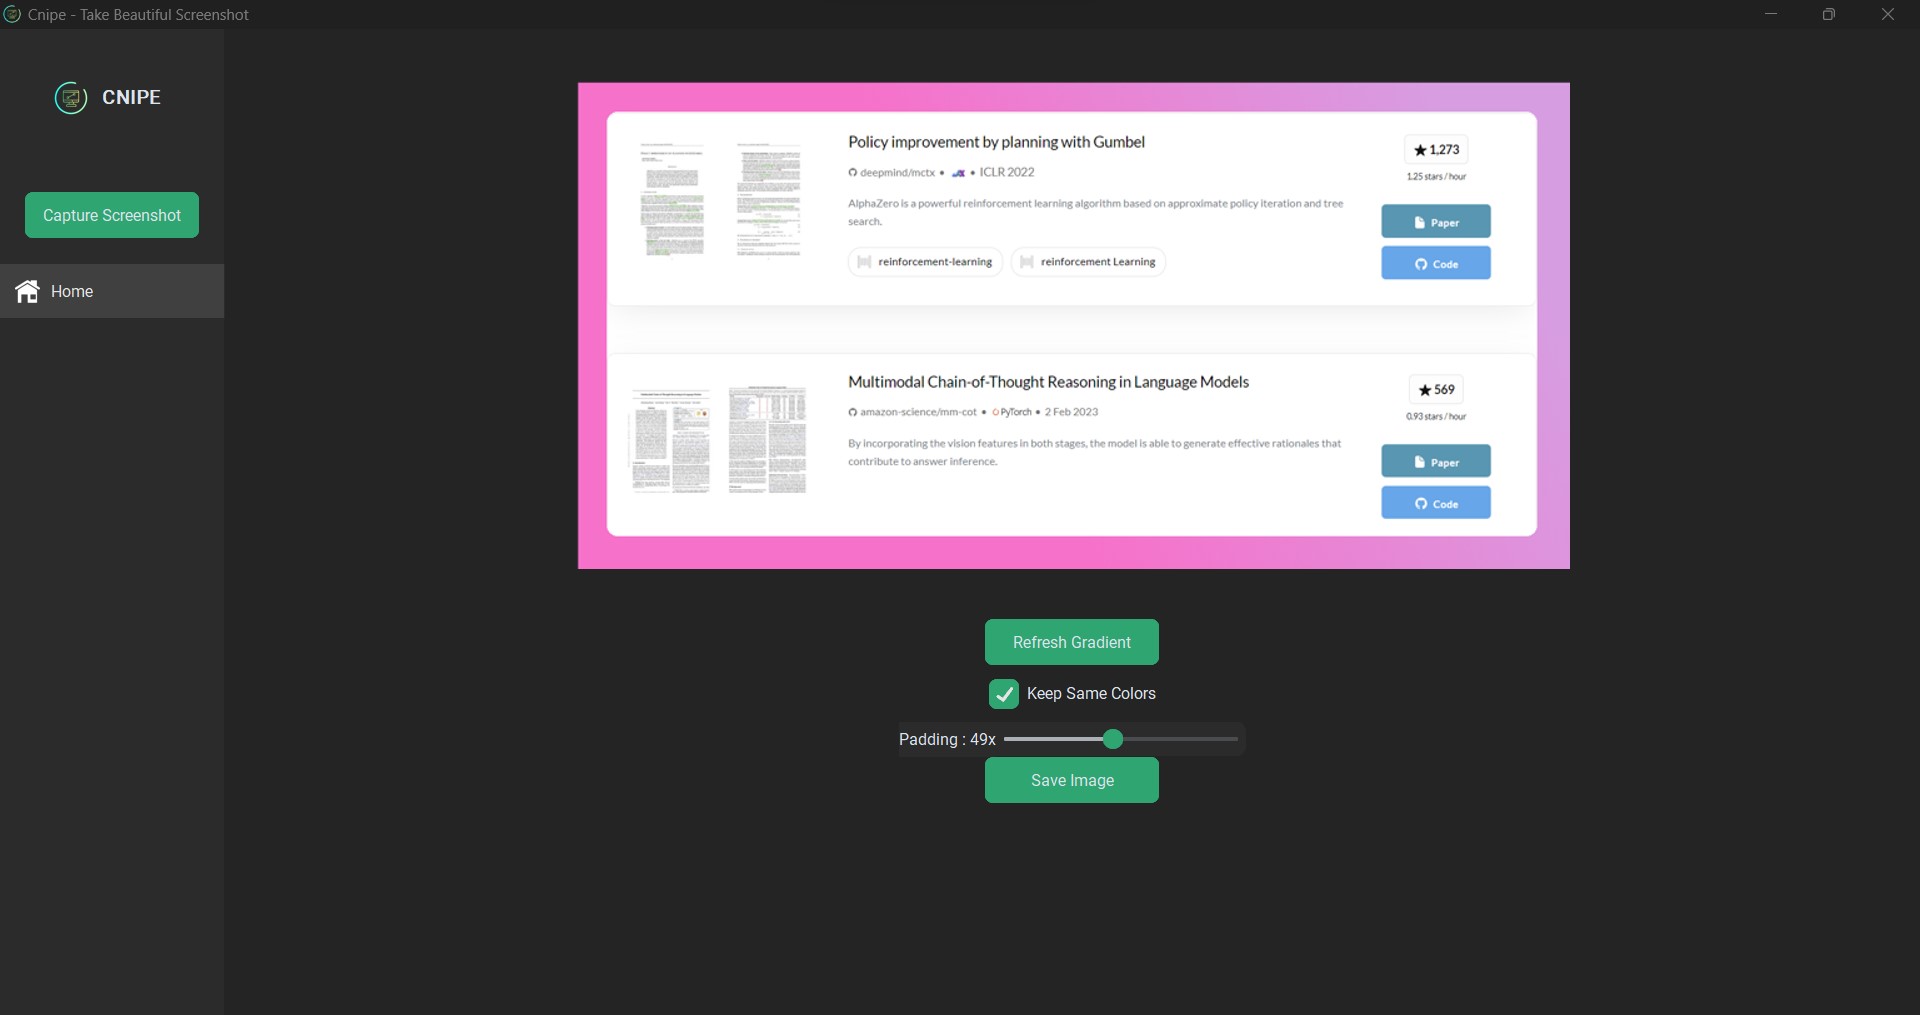 Cnipe - Take Beautiful Screenshot
CNIPE
Capture Screenshot
Home
Policy improvement by planning with Gumbel
deepmind/mctx • • ICLR 2022
AlphaZero is a powerful reinforcement learning algorithm based on approximate policy iteration and tree
search.
reinforcement-learning
reinforcement Learning
★ 1,273
1.25 stars / hour
Paper
Code
Multimodal Chain-of-Thought Reasoning in Language Models
amazon-science/mm-cot • PyTorch • 2 Feb 2023
By incorporating the vision features in both stages, the model is able to generate effective rationales that
contribute to answer inference.
★ 569
0.93 stars / hour
Paper
Code
Refresh Gradient
Keep Same Colors
Padding : 49x
Save Image